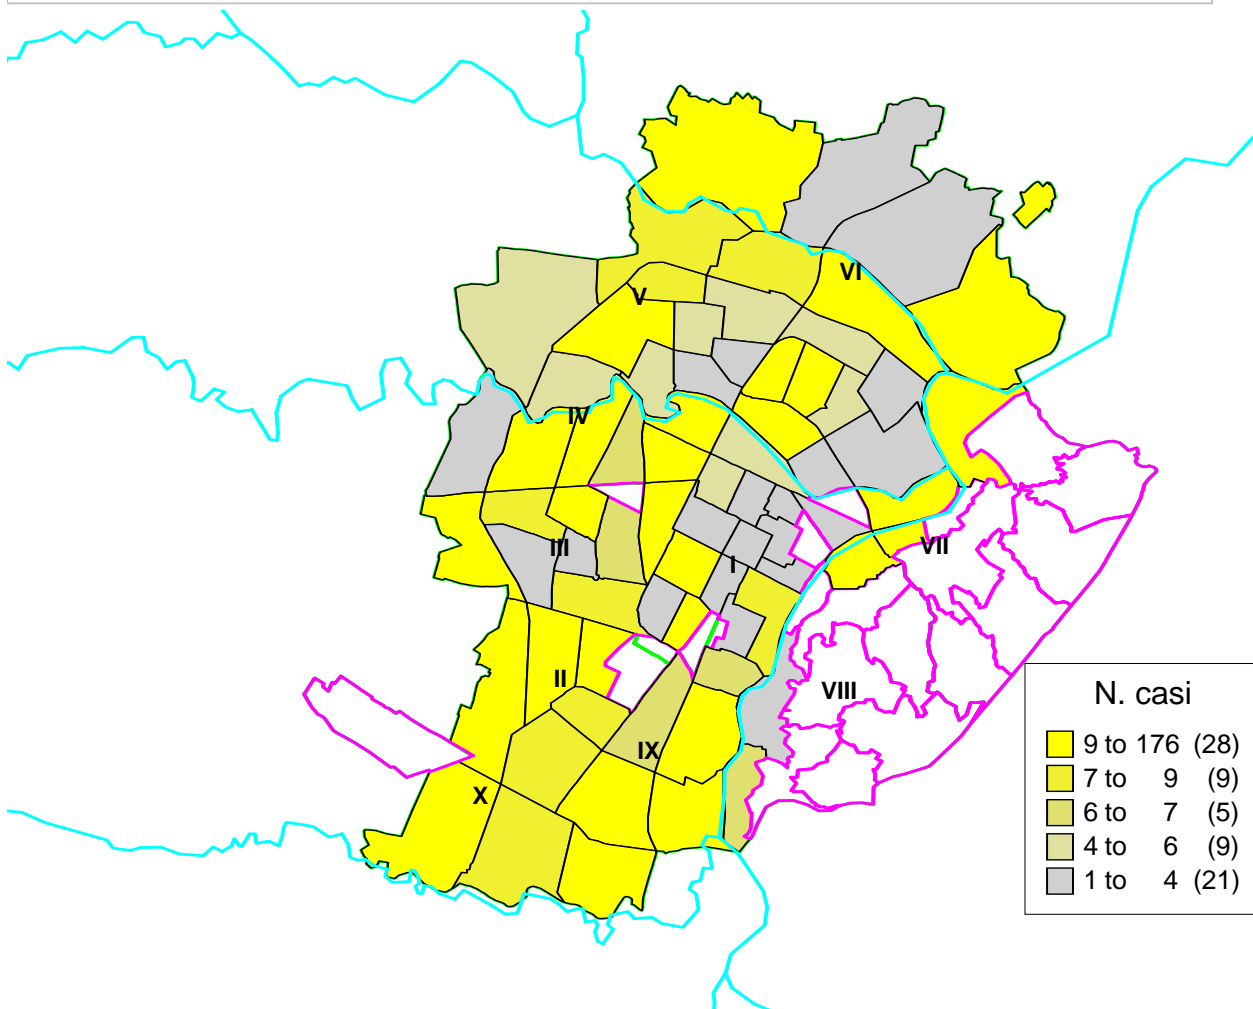 VI
V
IV
III
VII
I
II
VIII
IX
X
N. casi
9 to 176 (28)
7 to 9 (9)
6 to 7 (5)
4 to 6 (9)
1 to 4 (21)